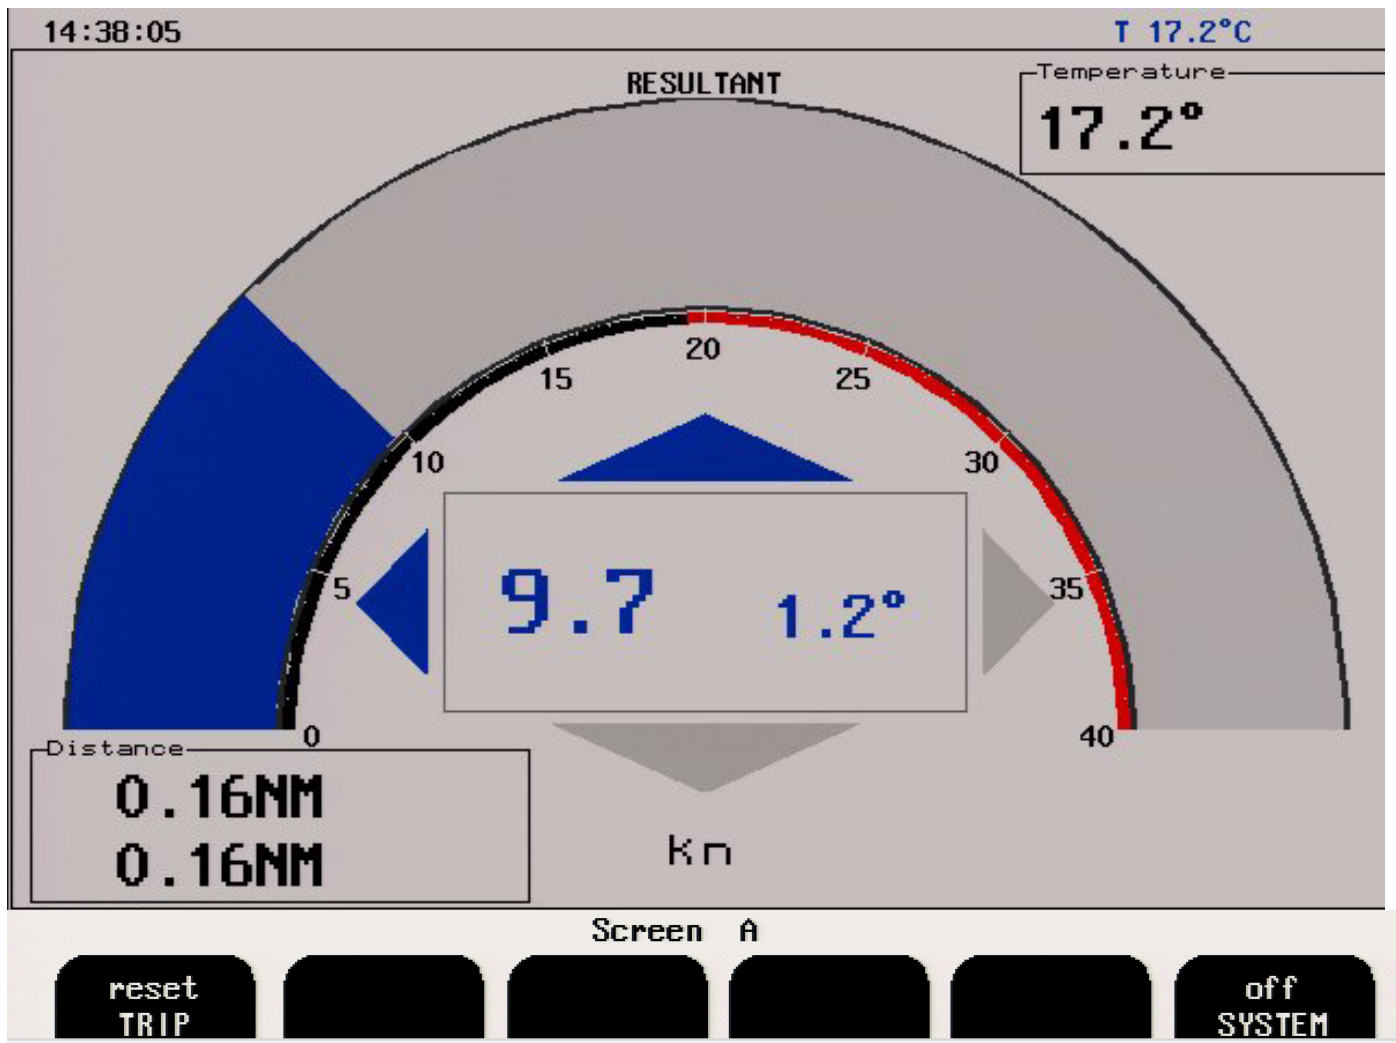 14:38:05
T 17.2°C
RESULTANT
Temperature
17.2°
20
15
25
10
30
5
35
9.7
1.2°
0
40
Distance
0.16NM
0.16NM
kn
Screen A
reset
TRIP
off
SYSTEM